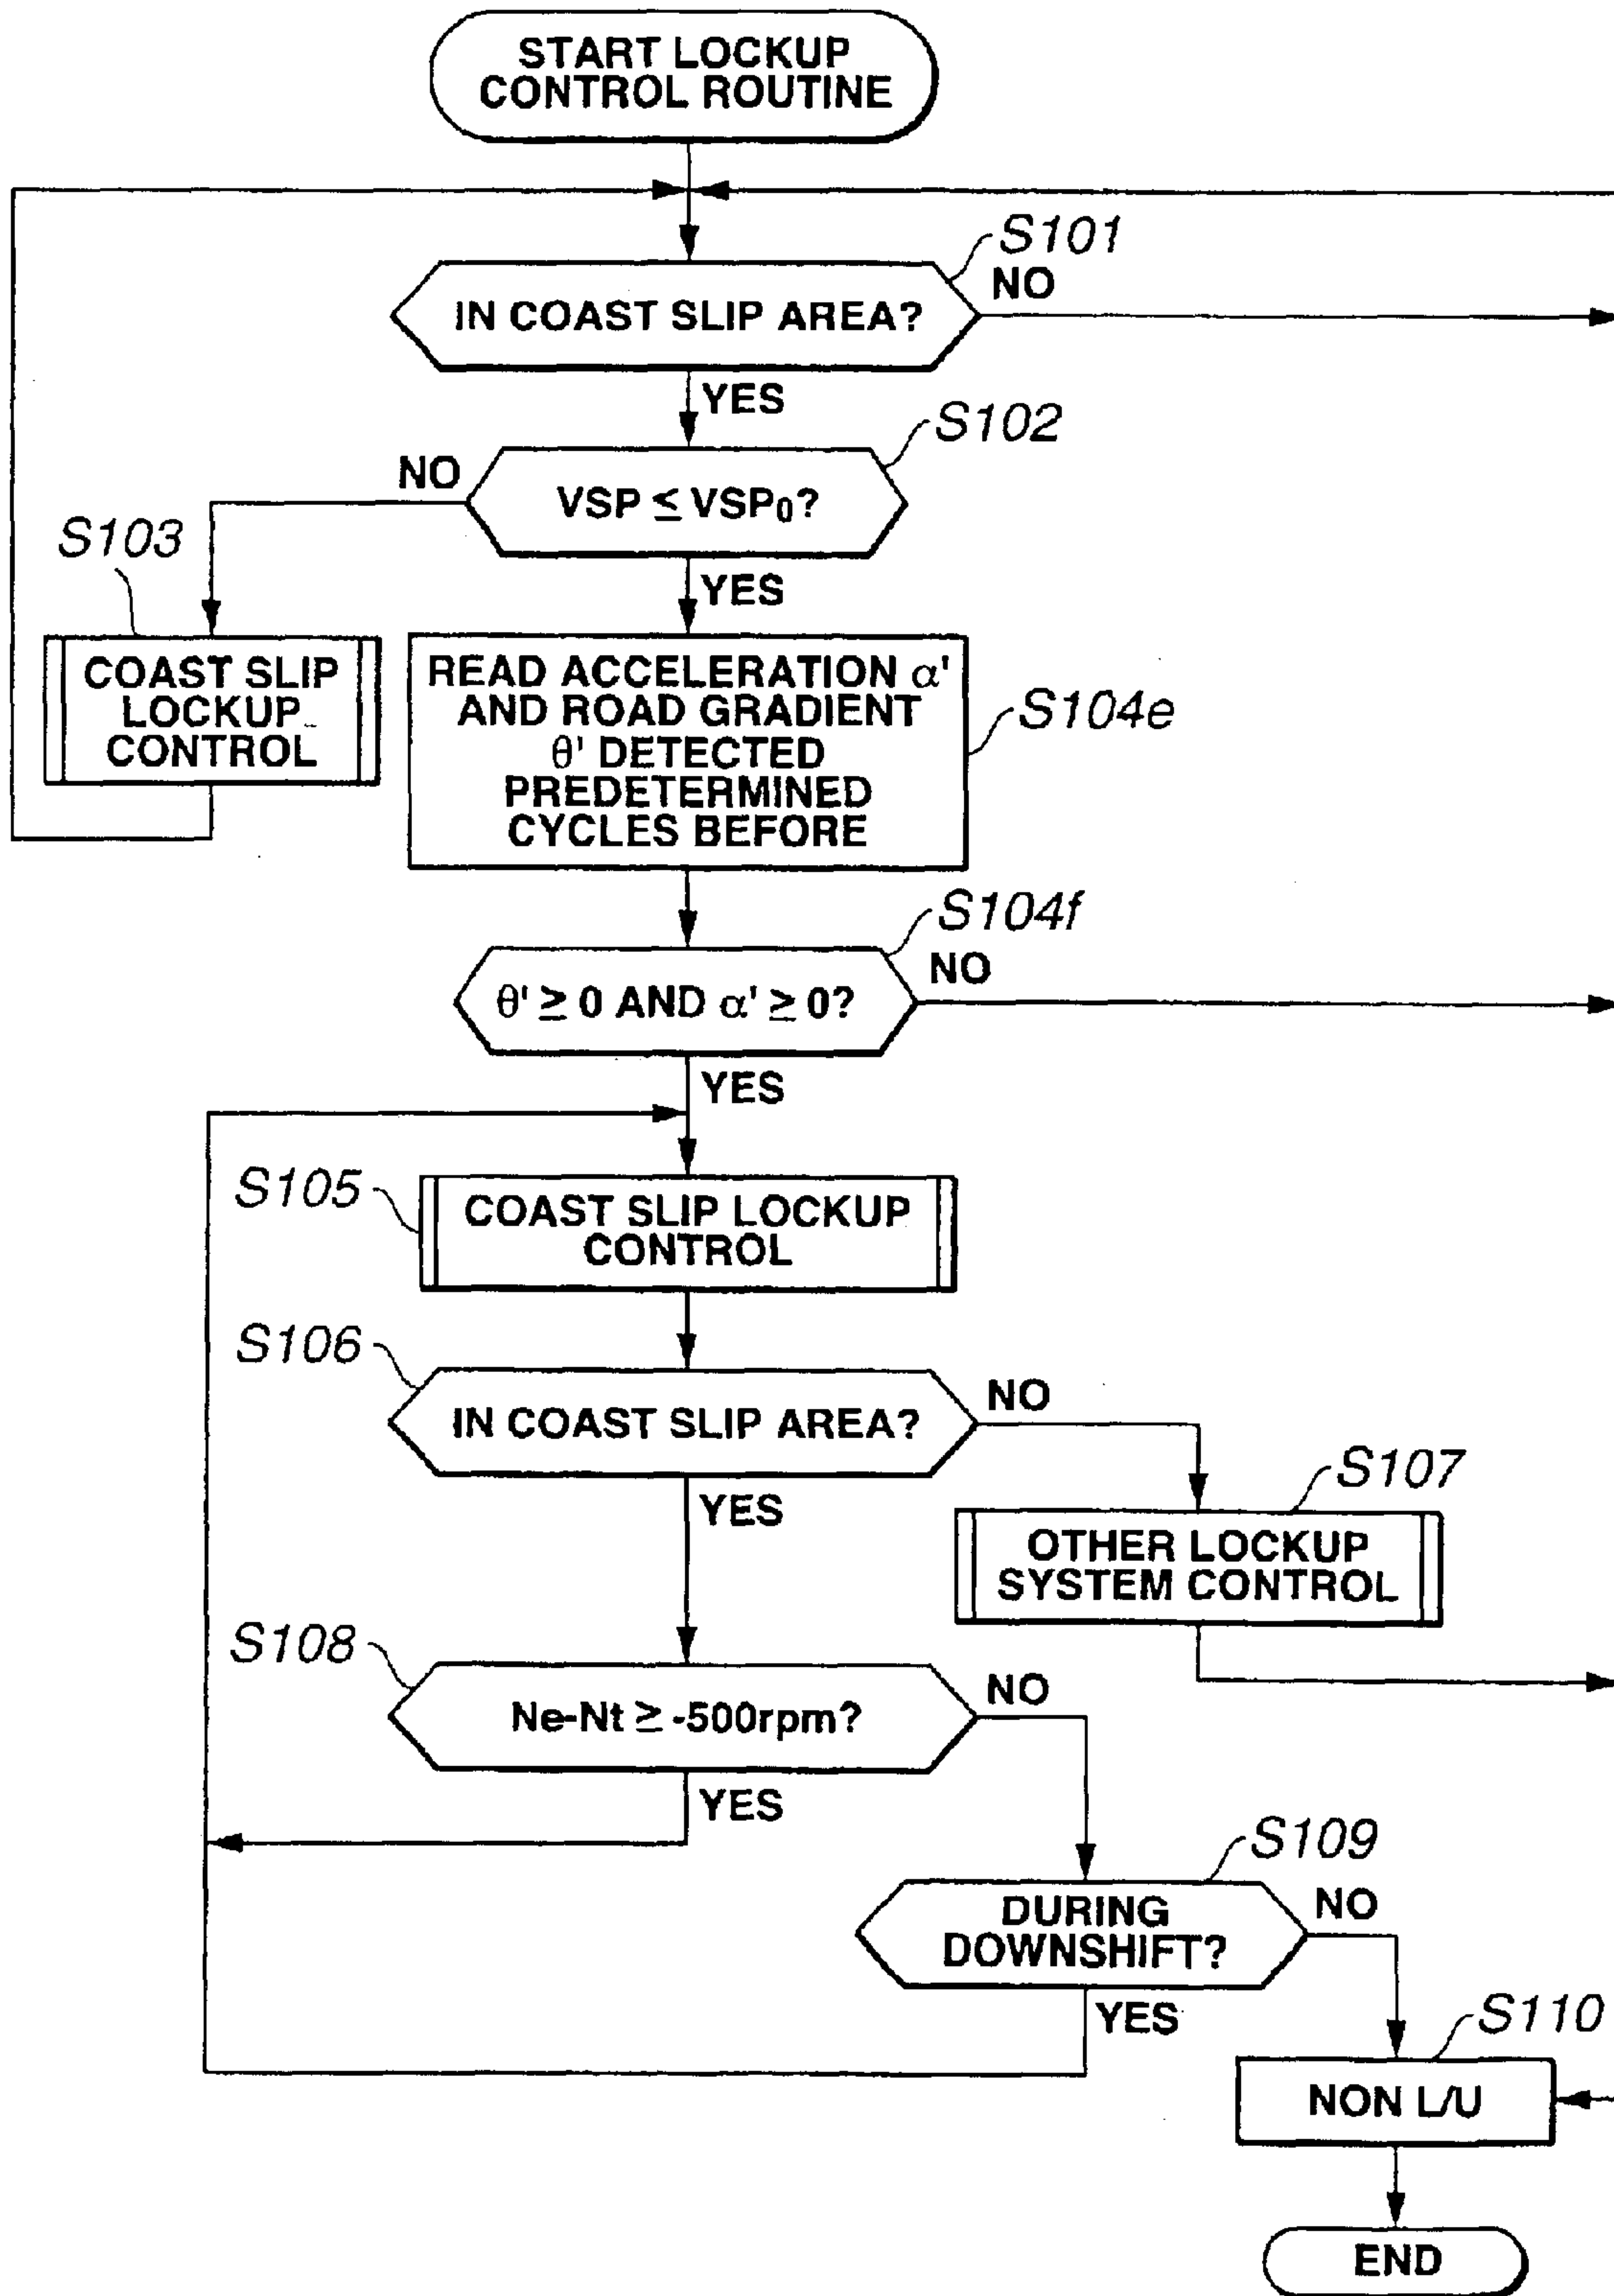 START LOCKUP
CONTROL ROUTINE
S101
IN COAST SLIP AREA?
NO
YES
S102
NO
VSP ≤ VSP₀?
YES
S103
COAST SLIP
LOCKUP
CONTROL
READ ACCELERATION α'
AND ROAD GRADIENT
θ' DETECTED
PREDETERMINED
CYCLES BEFORE
S104e
S104f
θ' ≥ 0 AND α' ≥ 0?
NO
YES
S105
COAST SLIP LOCKUP
CONTROL
S106
IN COAST SLIP AREA?
NO
YES
S107
OTHER LOCKUP
SYSTEM CONTROL
S108
Ne-Nt ≥ -500rpm?
NO
YES
S109
DURING
DOWNSHIFT?
NO
YES
S110
NON L/U
END